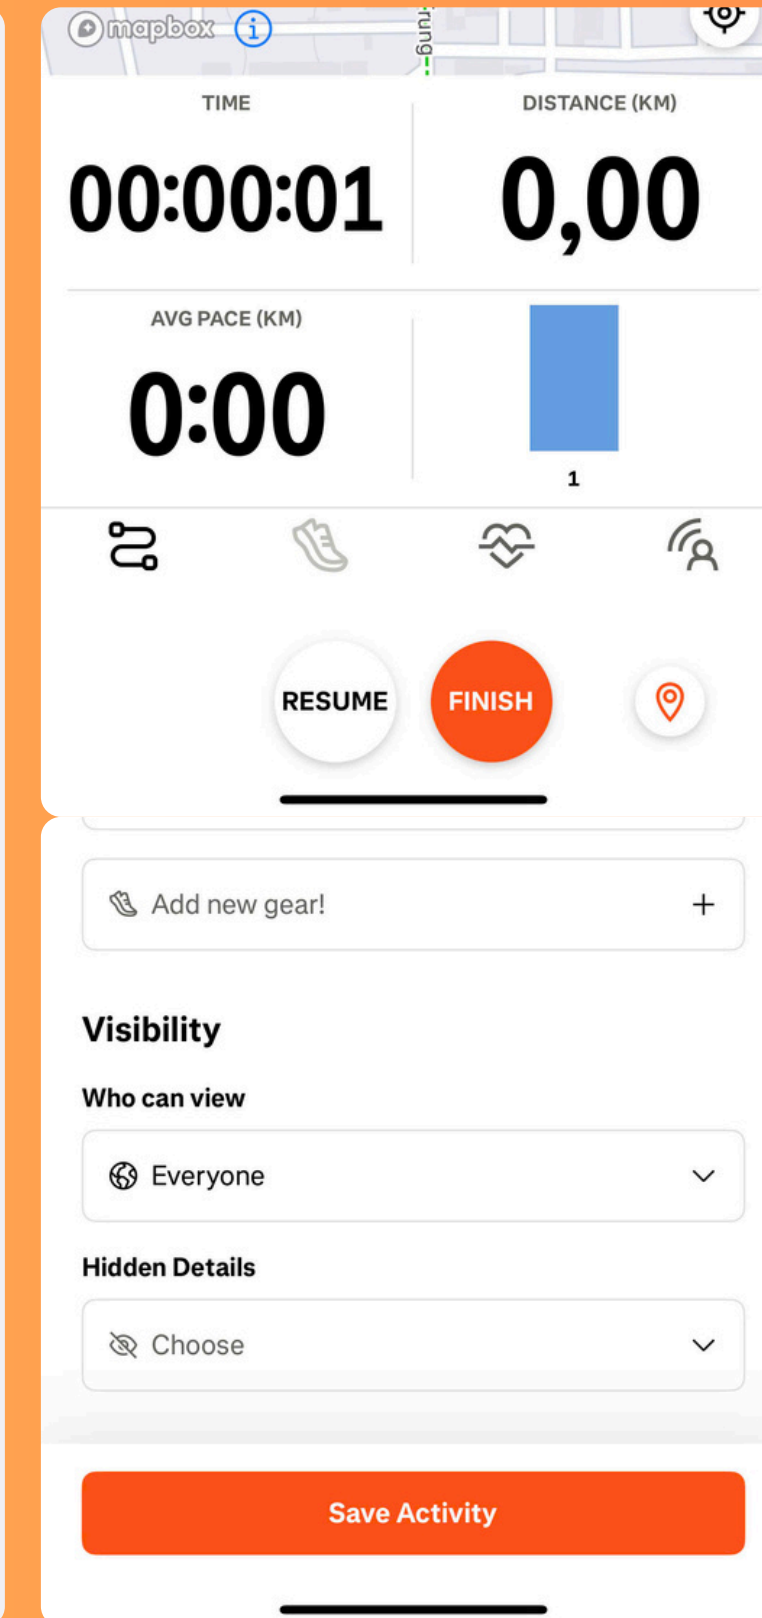 mapbox
rung
TIME
DISTANCE (KM)
00:00:01
0,00
AVG PACE (KM)
0:00
1
RESUME
FINISH
Add new gear!
Visibility
Who can view
Everyone
Hidden Details
Choose
Save Activity